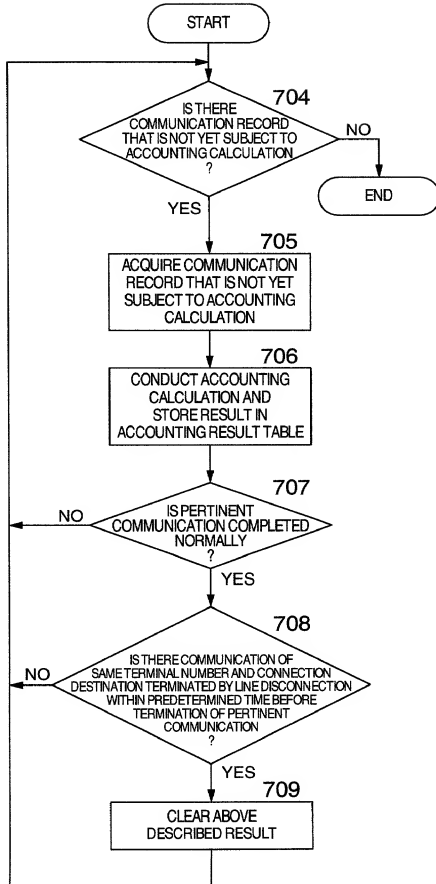 START
704
IS THERE
COMMUNICATION RECORD
THAT IS NOT YET SUBJECT TO
ACCOUNTING CALCULATION
?
NO
END
YES
705
ACQUIRE COMMUNICATION
RECORD THAT IS NOT YET
SUBJECT TO ACCOUNTING
CALCULATION
706
CONDUCT ACCOUNTING
CALCULATION AND
STORE RESULT IN
ACCOUNTING RESULT TABLE
707
IS PERTINENT
COMMUNICATION COMPLETED
NORMALLY
?
NO
YES
708
IS THERE COMMUNICATION OF
SAME TERMINAL NUMBER AND CONNECTION
DESTINATION TERMINATED BY LINE DISCONNECTION
WITHIN PREDETERMINED TIME BEFORE
TERMINATION OF PERTINENT
COMMUNICATION
?
NO
YES
709
CLEAR ABOVE
DESCRIBED RESULT